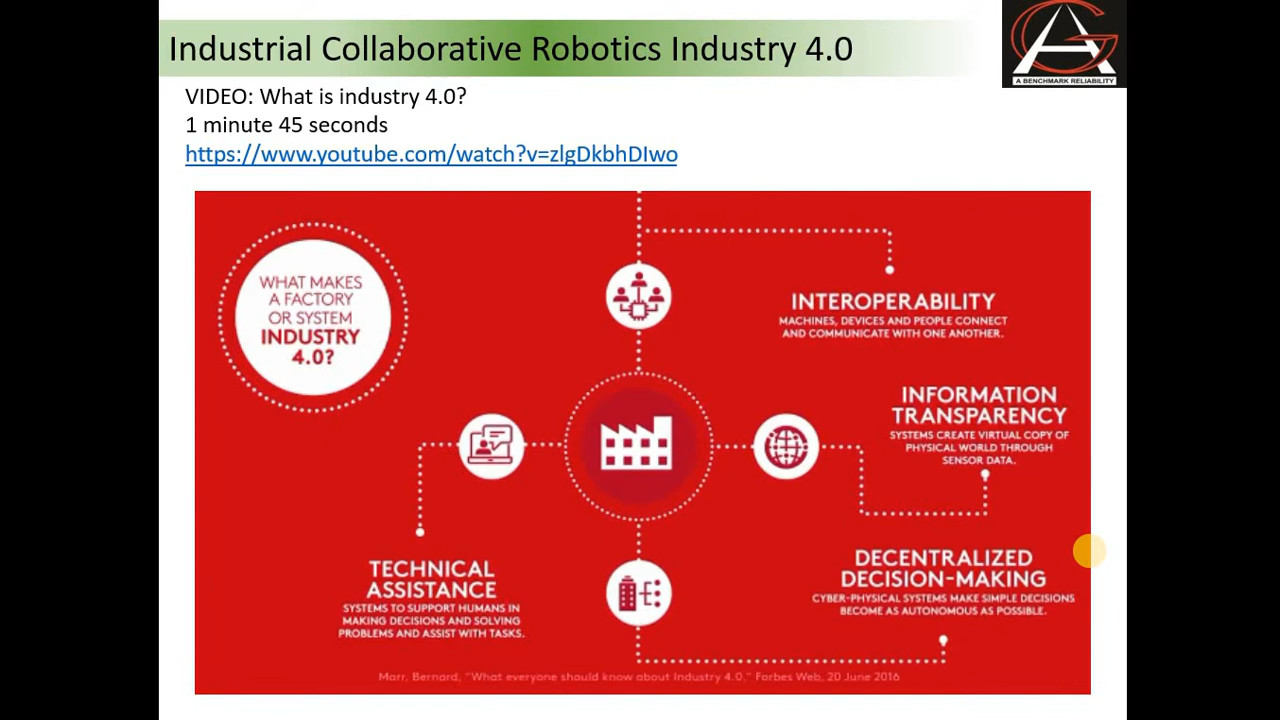 Industrial Collaborative Robotics Industry 4.0
A BENCHMARK RELIABILITY
VIDEO: What is industry 4.0?
1 minute 45 seconds
https://www.youtube.com/watch?v=zlgDkbhDIwo
WHAT MAKES
A FACTORY
OR SYSTEM
INDUSTRY
4.0?
INTEROPERABILITY
MACHINES, DEVICES AND PEOPLE CONNECT
AND COMMUNICATE WITH ONE ANOTHER.
INFORMATION
TRANSPARENCY
SYSTEMS CREATE VIRTUAL COPY OF
PHYSICAL WORLD THROUGH
SENSOR DATA.
DECENTRALIZED
DECISION-MAKING
CYBER-PHYSICAL SYSTEMS MAKE SIMPLE DECISIONS
BECOME AS AUTONOMOUS AS POSSIBLE.
TECHNICAL
ASSISTANCE
SYSTEMS TO SUPPORT HUMANS IN
MAKING DECISIONS AND SOLVING
PROBLEMS AND ASSIST WITH TASKS.
Marr, Bernard, "What everyone should know about Industry 4.0," Forbes Web, 20 June 2016